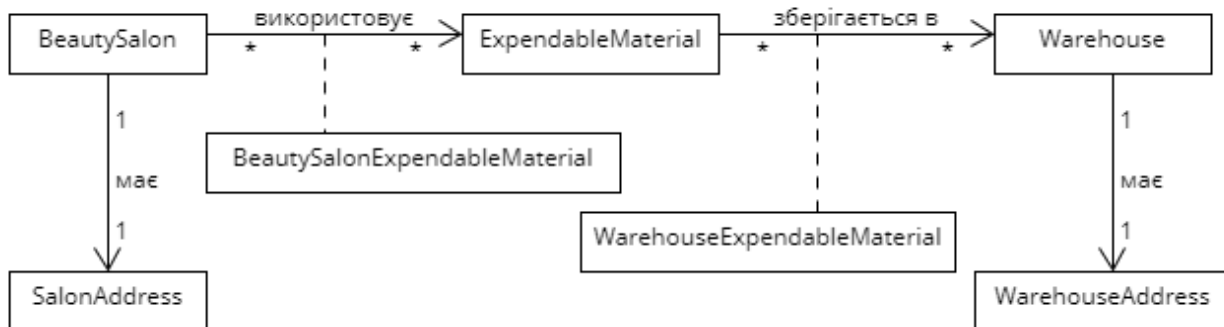 використовує
зберігається в
BeautySalon
* *
ExpendableMaterial
* *
Warehouse
1
1
BeautySalonExpendableMaterial
має
має
WarehouseExpendableMaterial
1
1
SalonAddress
WarehouseAddress